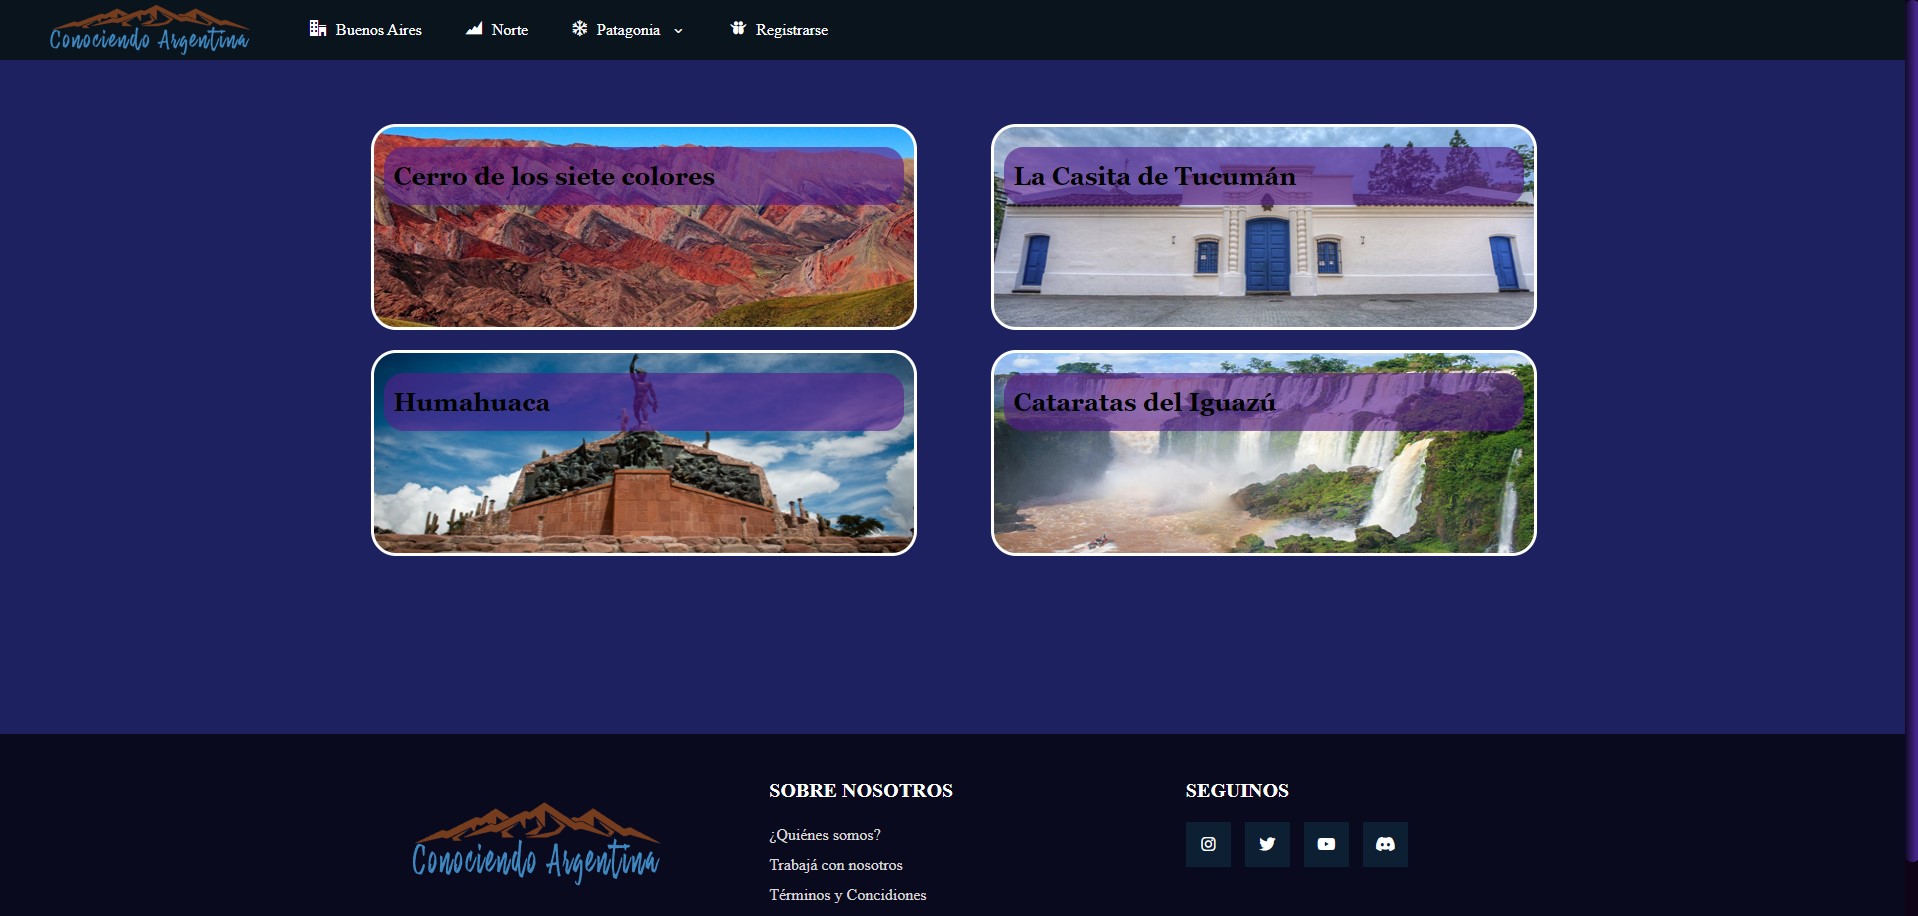 Conociendo Argentina
Buenos Aires
Norte
Patagonia
Registrarse
Cerro de los siete colores
La Casita de Tucumán
Humahuaca
Cataratas del Iguazú
Conociendo Argentina
SOBRE NOSOTROS
¿Quiénes somos?
Trabajá con nosotros
Términos y Concidiones
SEGUINOS